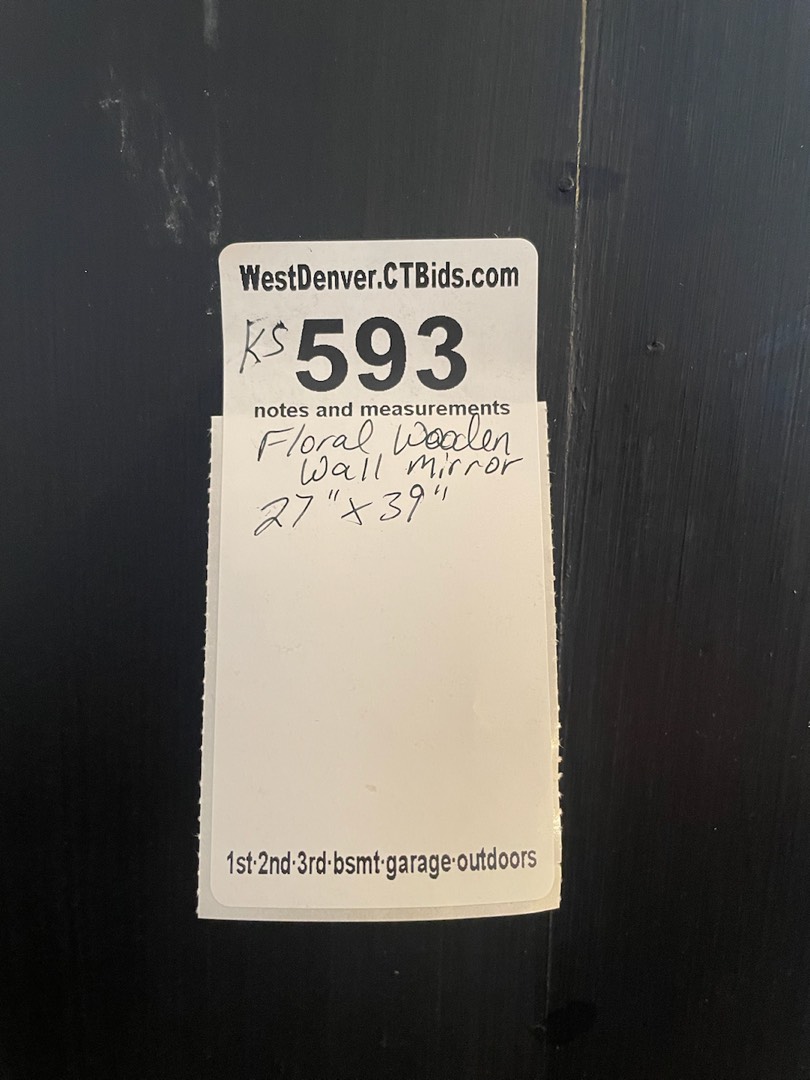 WestDenver.CTBids.com
KS 593
notes and measurements
Floral Wooden
Wall Mirror
27" x 39"
1st·2nd·3rd·bsmt·garage·outdoors